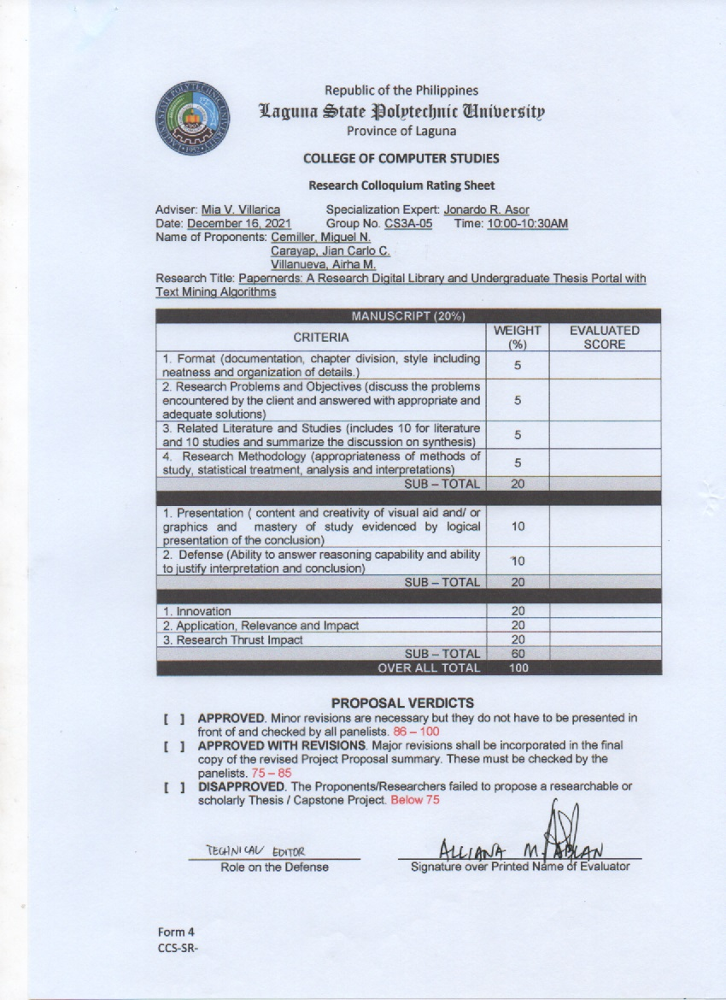 Republic of the Philippines
Laguna State Polytechnic University
Province of Laguna
COLLEGE OF COMPUTER STUDIES
Research Colloquium Rating Sheet
Adviser: Mia V. Villarica Specialization Expert: Jonardo R. Asor
Date: December 16, 2021 Group No. CS3A-05 Time: 10:00-10:30AM
Name of Proponents: Cemiller, Miguel N.
Carayap, Jian Carlo C.
Villanueva, Airha M.
Research Title: Papernerds: A Research Digital Library and Undergraduate Thesis Portal with
Text Mining Algorithms
MANUSCRIPT (20%)
CRITERIA WEIGHT (%) EVALUATED SCORE
1. Format (documentation, chapter division, style including
neatness and organization of details.) 5
2. Research Problems and Objectives (discuss the problems
encountered by the client and answered with appropriate and 5
adequate solutions)
3. Related Literature and Studies (includes 10 for literature
and 10 studies and summarize the discussion on synthesis) 5
4. Research Methodology (appropriateness of methods of
study, statistical treatment, analysis and interpretations) 5
SUB – TOTAL 20
1. Presentation ( content and creativity of visual aid and/ or
graphics and mastery of study evidenced by logical 10
presentation of the conclusion)
2. Defense (Ability to answer reasoning capability and ability
to justify interpretation and conclusion) 10
SUB – TOTAL 20
1. Innovation 20
2. Application, Relevance and Impact 20
3. Research Thrust Impact 20
SUB – TOTAL 60
OVER ALL TOTAL 100
PROPOSAL VERDICTS
[ ] APPROVED. Minor revisions are necessary but they do not have to be presented in
front of and checked by all panelists. 86 – 100
[ ] APPROVED WITH REVISIONS. Major revisions shall be incorporated in the final
copy of the revised Project Proposal summary. These must be checked by the
panelists. 75 – 85
[ ] DISAPPROVED. The Proponents/Researchers failed to propose a researchable or
scholarly Thesis / Capstone Project. Below 75
TECHNICAL EDITOR ALLIANA M. ABLAN
Role on the Defense Signature over Printed Name of Evaluator
Form 4
CCS-SR-